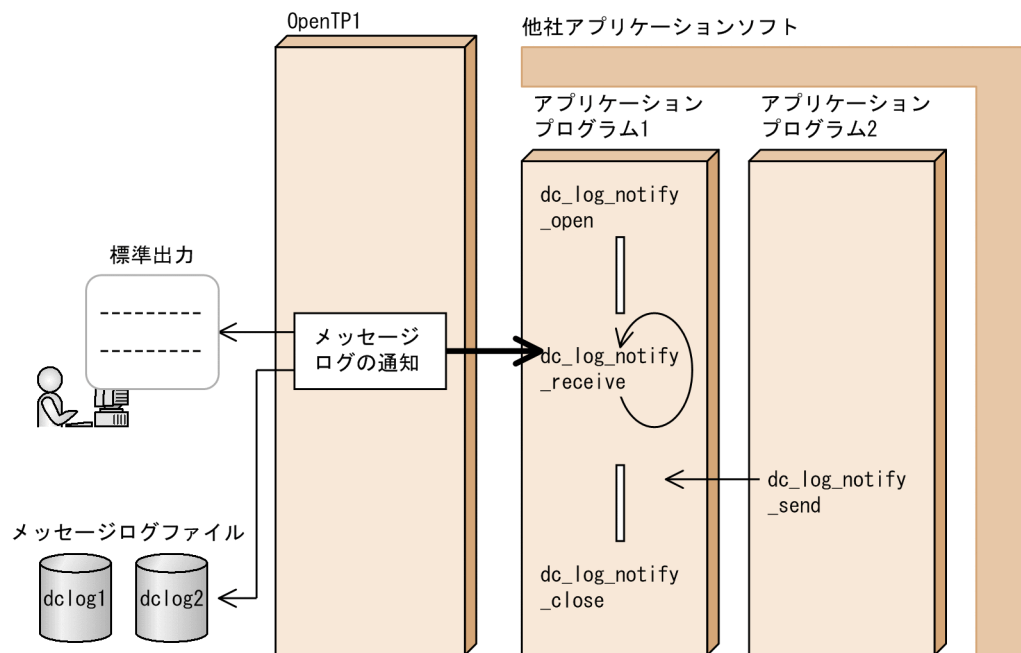 OpenTP1
他社アプリケーションソフト
アプリケーション
プログラム1
アプリケーション
プログラム2
dc_log_notify
_open
標準出力
メッセージ
ログの通知
dc_log_notify
_receive
dc_log_notify
_send
メッセージログファイル
dclog1
dclog2
dc_log_notify
_close